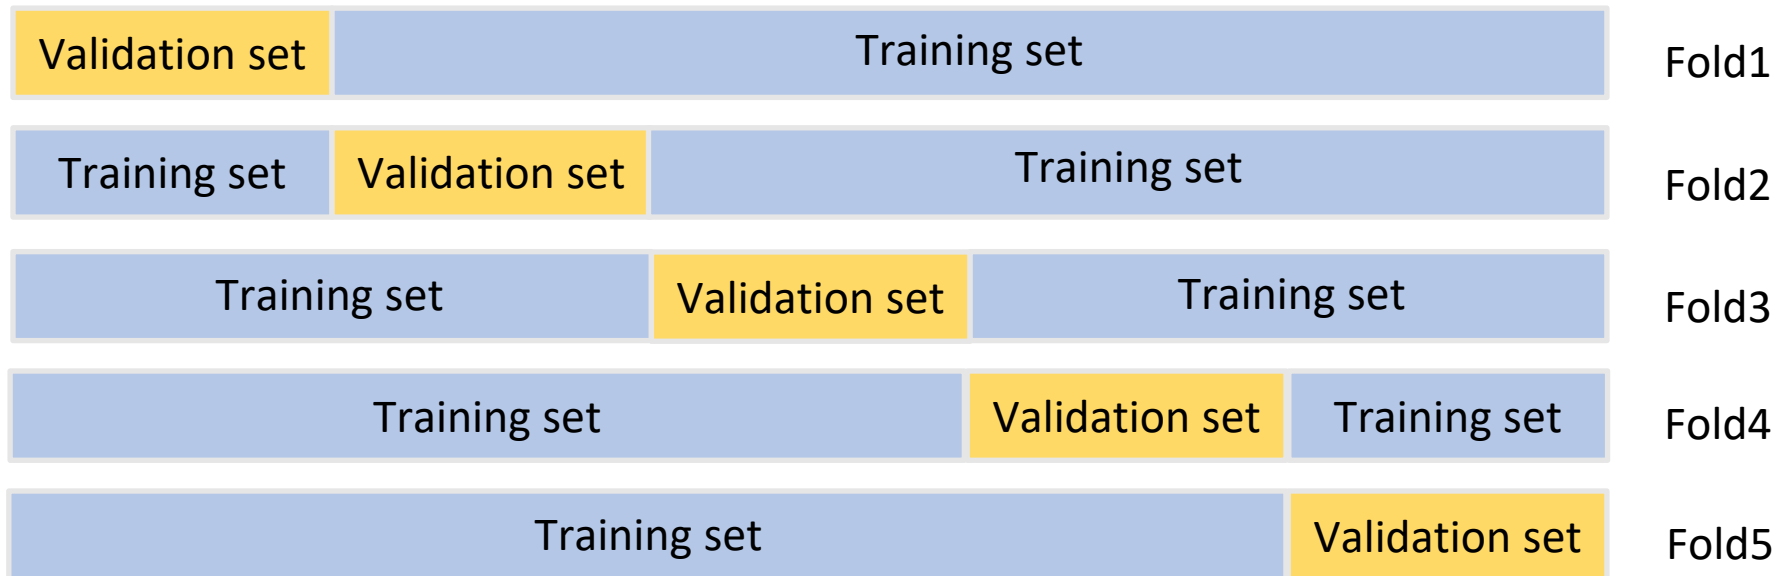 Validation set Training set Fold1
Training set Validation set Training set Fold2
Training set Validation set Training set Fold3
Training set Validation set Training set Fold4
Training set Validation set Fold5